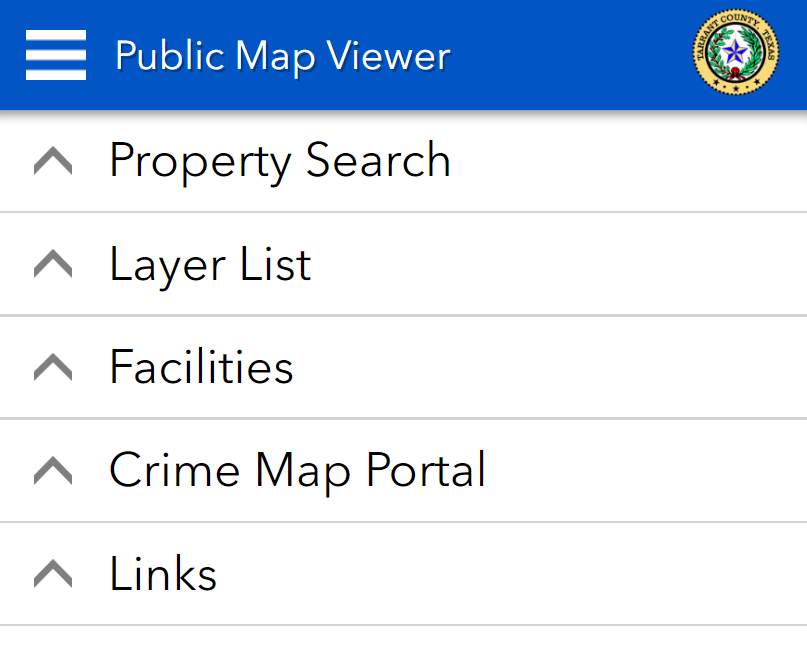 Public Map Viewer
TARRANT COUNTY, TEXAS
Property Search
Layer List
Facilities
Crime Map Portal
Links